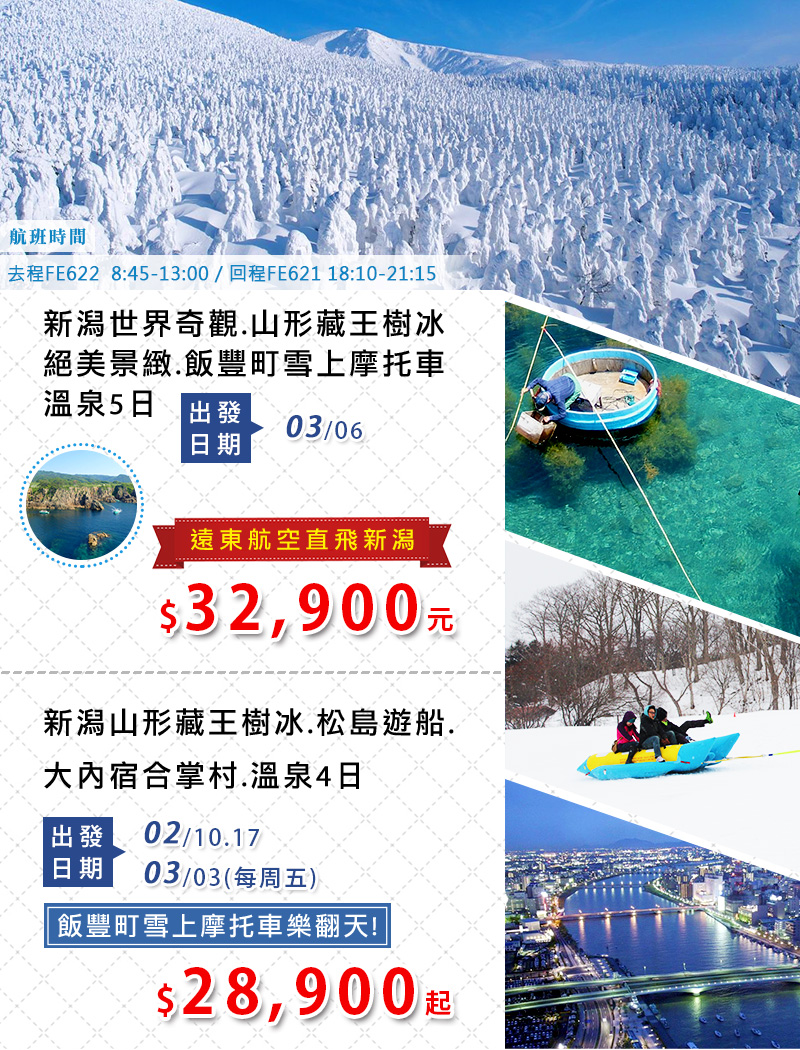 航班時間
去程FE622 8:45-13:00 / 回程FE621 18:10-21:15
新潟世界奇觀.山形藏王樹冰
絕美景緻.飯豐町雪上摩托車
溫泉5日
出發
日期
03/06
遠東航空直飛新潟
$32,900元
新潟山形藏王樹冰.松島遊船.
大內宿合掌村.溫泉4日
出發
日期
02/10.17
03/03(每周五)
飯豐町雪上摩托車樂翻天!
$28,900起